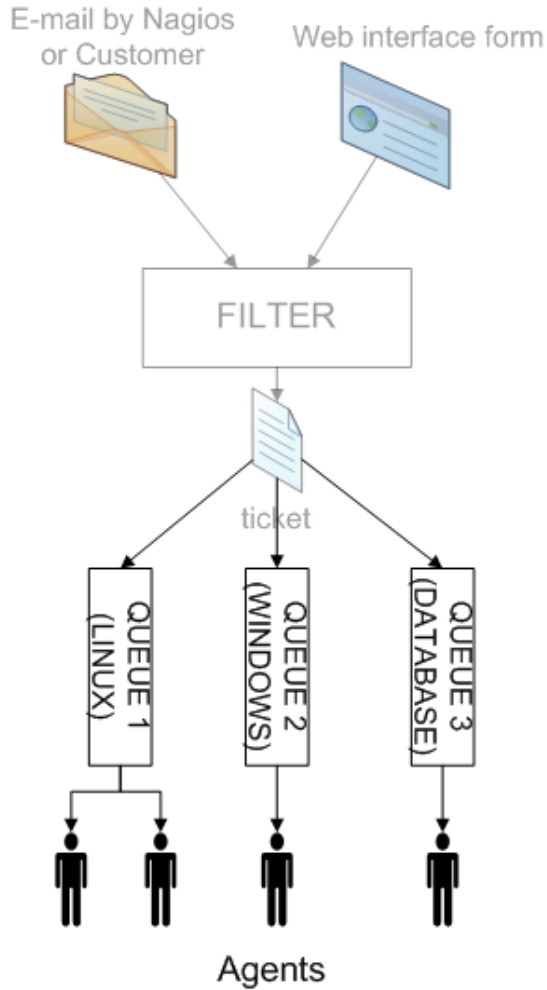 E-mail by Nagios
or Customer
Web interface form
FILTER
ticket
QUEUE 1
(LINUX)
QUEUE 2
(WINDOWS)
QUEUE 3
(DATABASE)
Agents